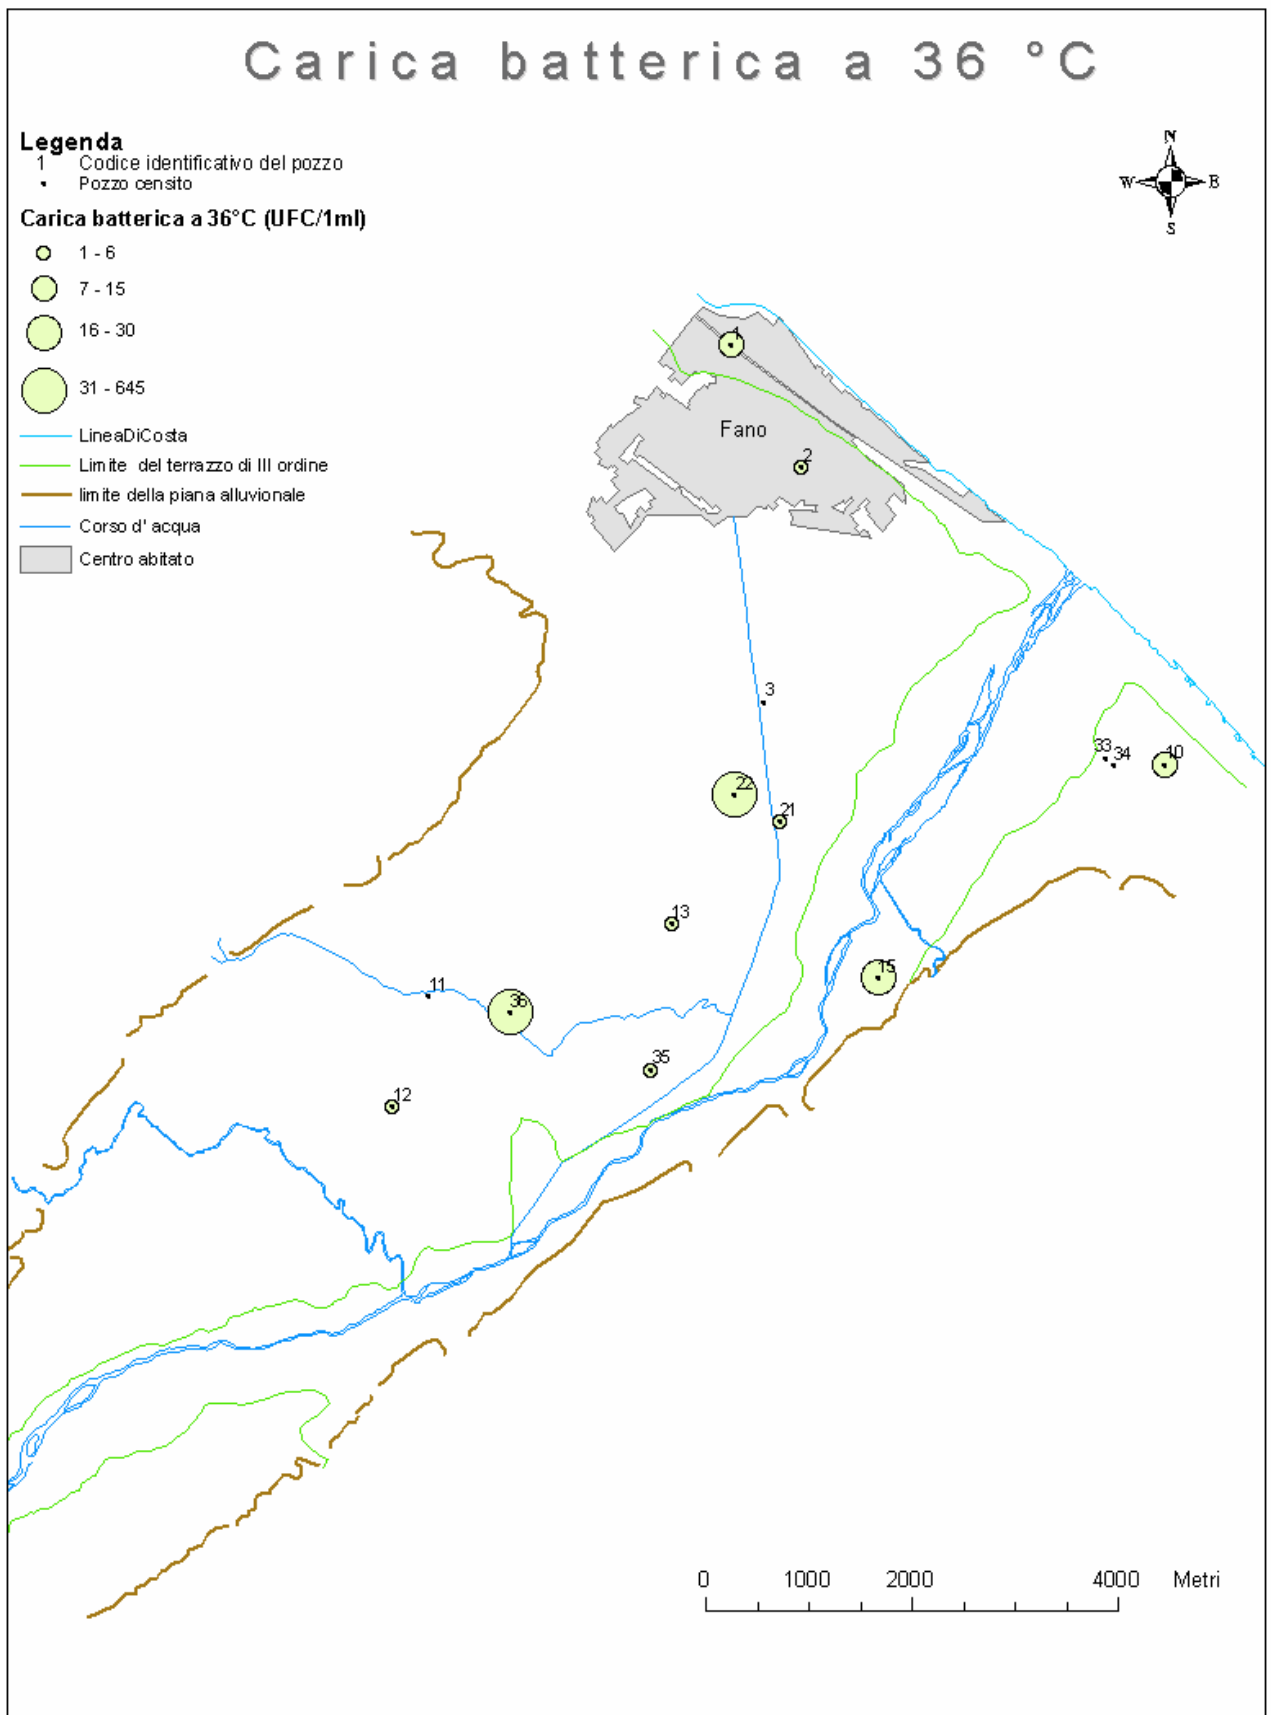 Carica batterica a 36 °C
Legenda
1 Codice identificativo del pozzo
Pozzo censito
Carica batterica a 36°C (UFC/1ml)
1 - 6
7 - 15
16 - 30
31 - 645
LineaDiCosta
Limite del terrazzo di III ordine
limite della piana alluvionale
Corso d' acqua
Centro abitato
N
W E
S
1
Fano
2
3
33 34 10
22
21
13
15
11
36
35
12
0 1000 2000 4000 Metri